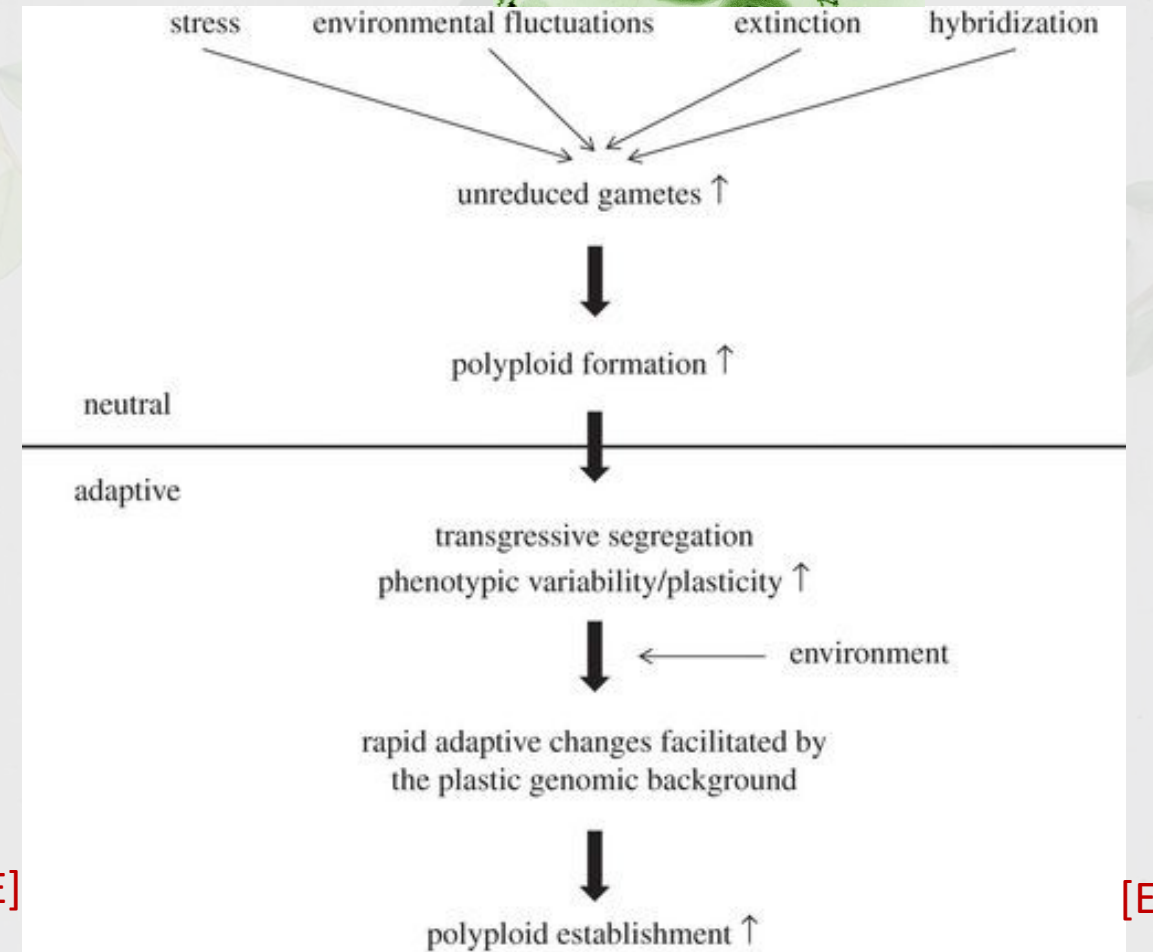 stress environmental fluctuations extinction hybridization
unreduced gametes ↑
polyploid formation ↑
neutral
adaptive
transgressive segregation
phenotypic variability/plasticity ↑
environment
rapid adaptive changes facilitated by
the plastic genomic background
polyploid establishment ↑